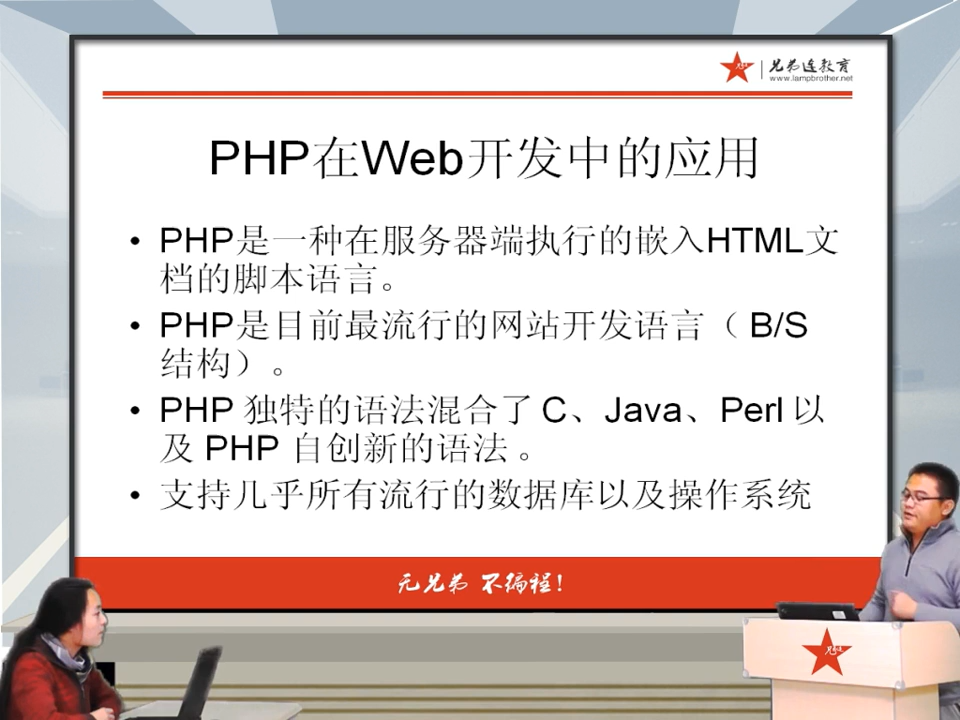 兄弟连教育
www.lampbrother.net
PHP在Web开发中的应用
• PHP是一种在服务器端执行的嵌入HTML文
档的脚本语言。
• PHP是目前最流行的网站开发语言（ B/S
结构）。
• PHP 独特的语法混合了 C、Java、Perl 以
及 PHP 自创新的语法 。
• 支持几乎所有流行的数据库以及操作系统
无兄弟 不编程!